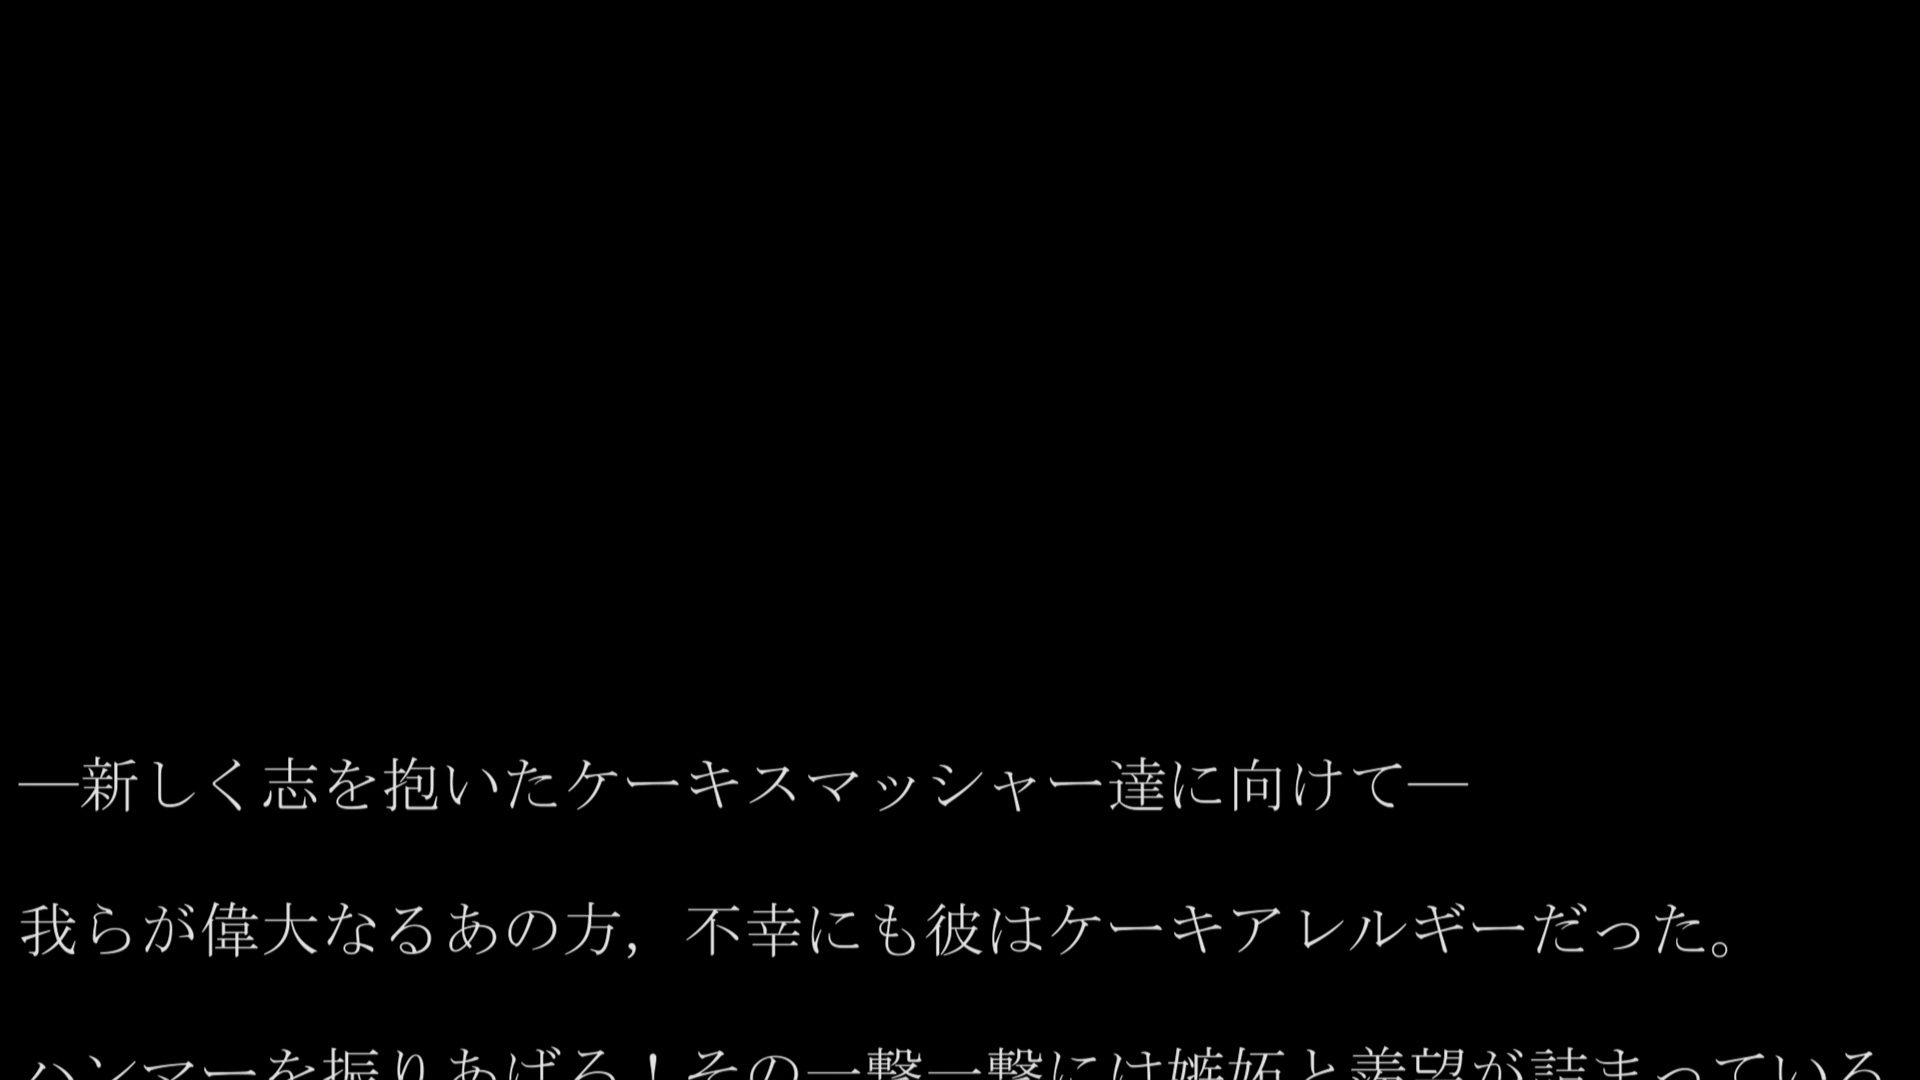 ―新しく志を抱いたケーキスマッシャー達に向けて―
我らが偉大なるあの方，不幸にも彼はケーキアレルギーだった。
ハンマーを振りあげろ！その一撃一撃には嫉妬と羨望が詰まっている